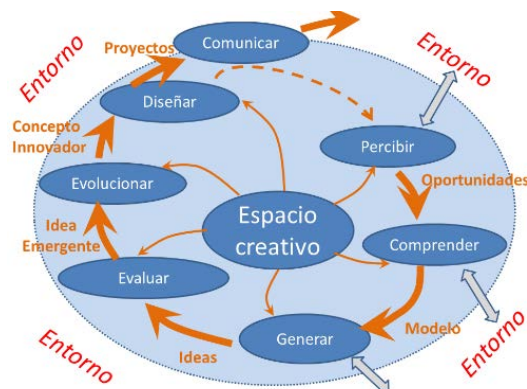 Entorno
Proyectos
Comunicar
Entorno
Diseñar
Concepto
Innovador
Percibir
Oportunidades
Evolucionar
Espacio
creativo
Idea
Emergente
Comprender
Evaluar
Generar
Modelo
Ideas
Entorno
Entorno